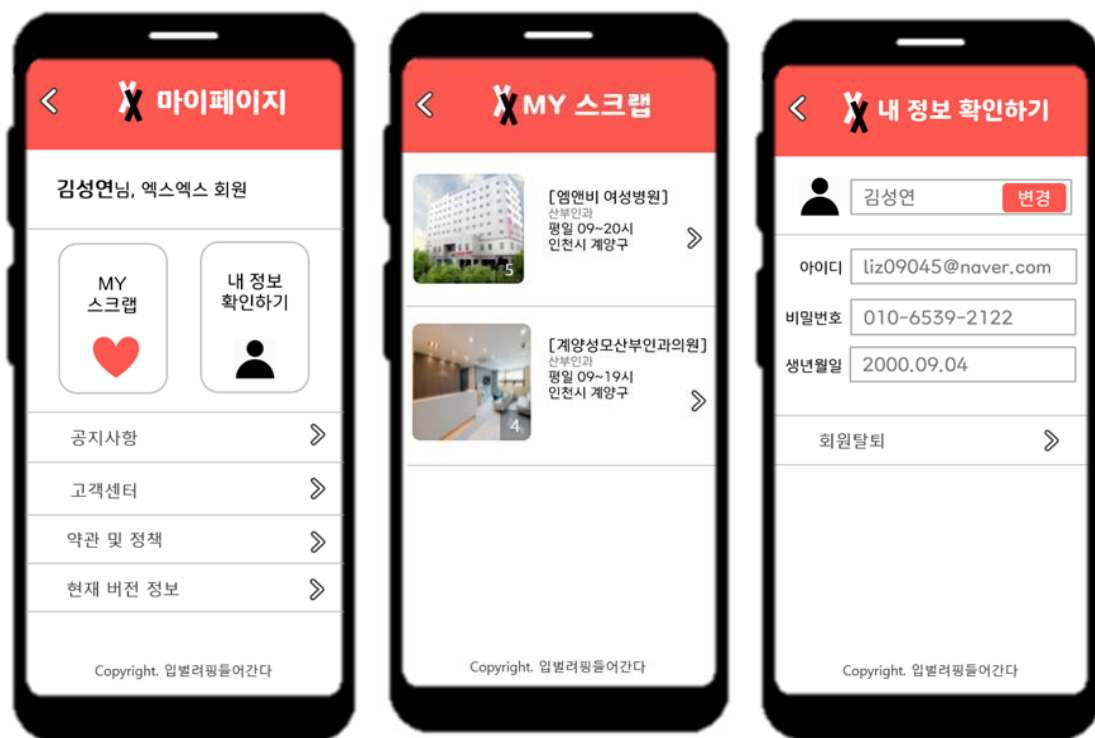 마이페이지
김성연님, 엑스엑스 회원
MY
스크랩
내 정보
확인하기
공지사항
고객센터
약관 및 정책
현재 버전 정보
Copyright. 입벌려핑들어간다
MY 스크랩
[엠앤비 여성병원]
산부인과
평일 09~20시
인천시 계양구
5
[계양성모산부인과의원]
산부인과
평일 09~19시
인천시 계양구
4
Copyright. 입벌려핑들어간다
내 정보 확인하기
김성연
변경
아이디
liz09045@naver.com
비밀번호
010-6539-2122
생년월일
2000.09.04
회원탈퇴
Copyright. 입벌려핑들어간다